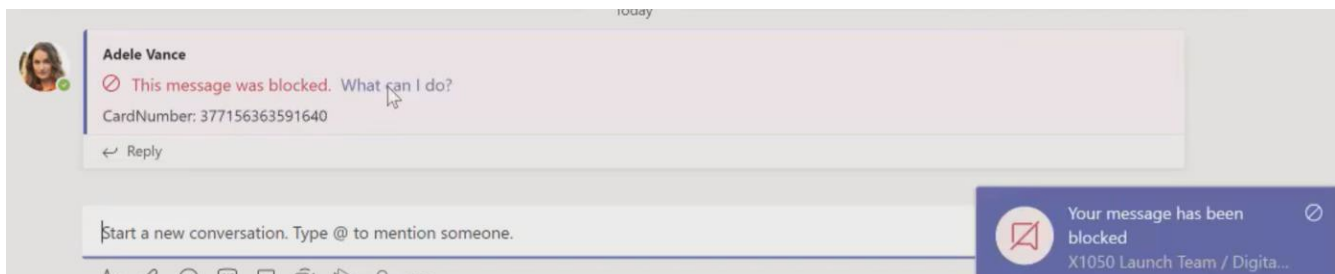 Today
Adele Vance
This message was blocked. What can I do?
CardNumber: 377156363591640
Reply
Start a new conversation. Type @ to mention someone.
Your message has been
blocked
X1050 Launch Team / Digita...